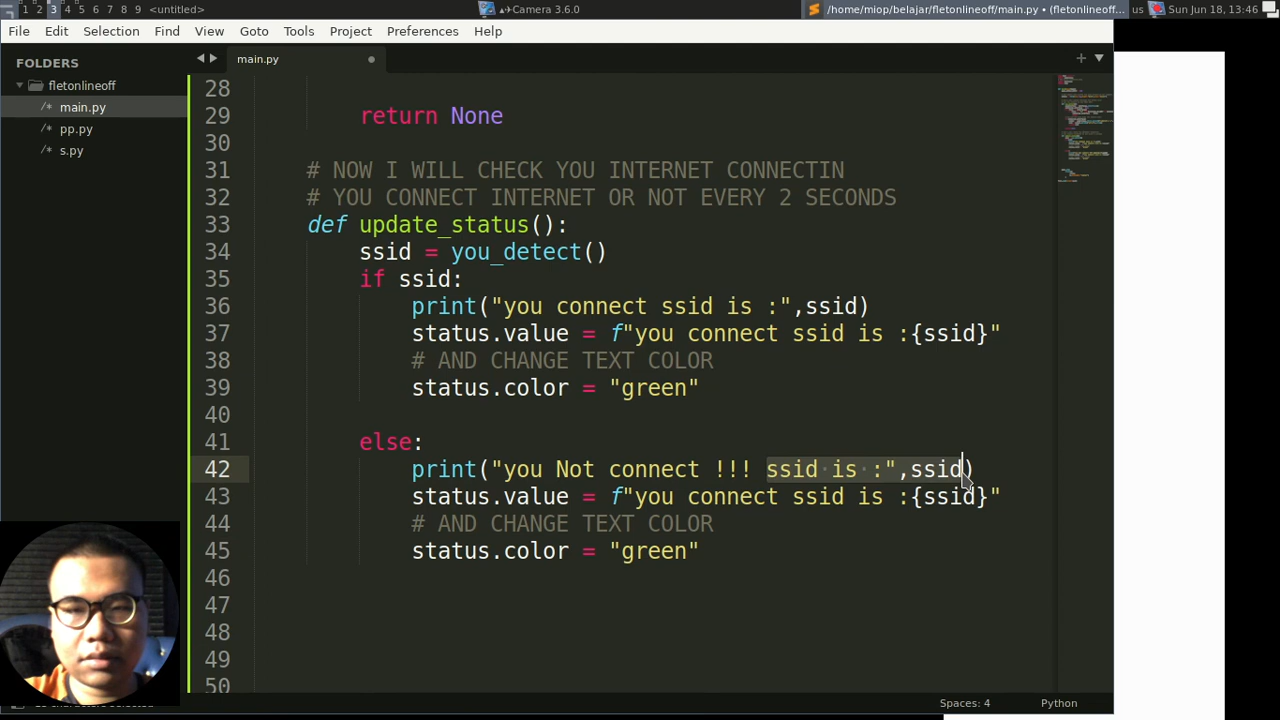 1 2 3 4 5 6 7 8 9 <untitled>
Camera 3.6.0
/home/miop/belajar/fletonlineoff/main.py • (fletonlineoff...
us
Sun Jun 18, 13:46
File Edit Selection Find View Goto Tools Project Preferences Help
FOLDERS
fletonlineoff
/* main.py
/* pp.py
/* s.py
main.py
28
29 return None
30
31 # NOW I WILL CHECK YOU INTERNET CONNECTIN
32 # YOU CONNECT INTERNET OR NOT EVERY 2 SECONDS
33 def update_status():
34 ssid = you_detect()
35 if ssid:
36 print("you connect ssid is :",ssid)
37 status.value = f"you connect ssid is :{ssid}"
38 # AND CHANGE TEXT COLOR
39 status.color = "green"
40
41 else:
42 print("you Not connect !!! ssid is :",ssid)
43 status.value = f"you connect ssid is :{ssid}"
44 # AND CHANGE TEXT COLOR
45 status.color = "green"
46
47
48
49
50
Spaces: 4
Python